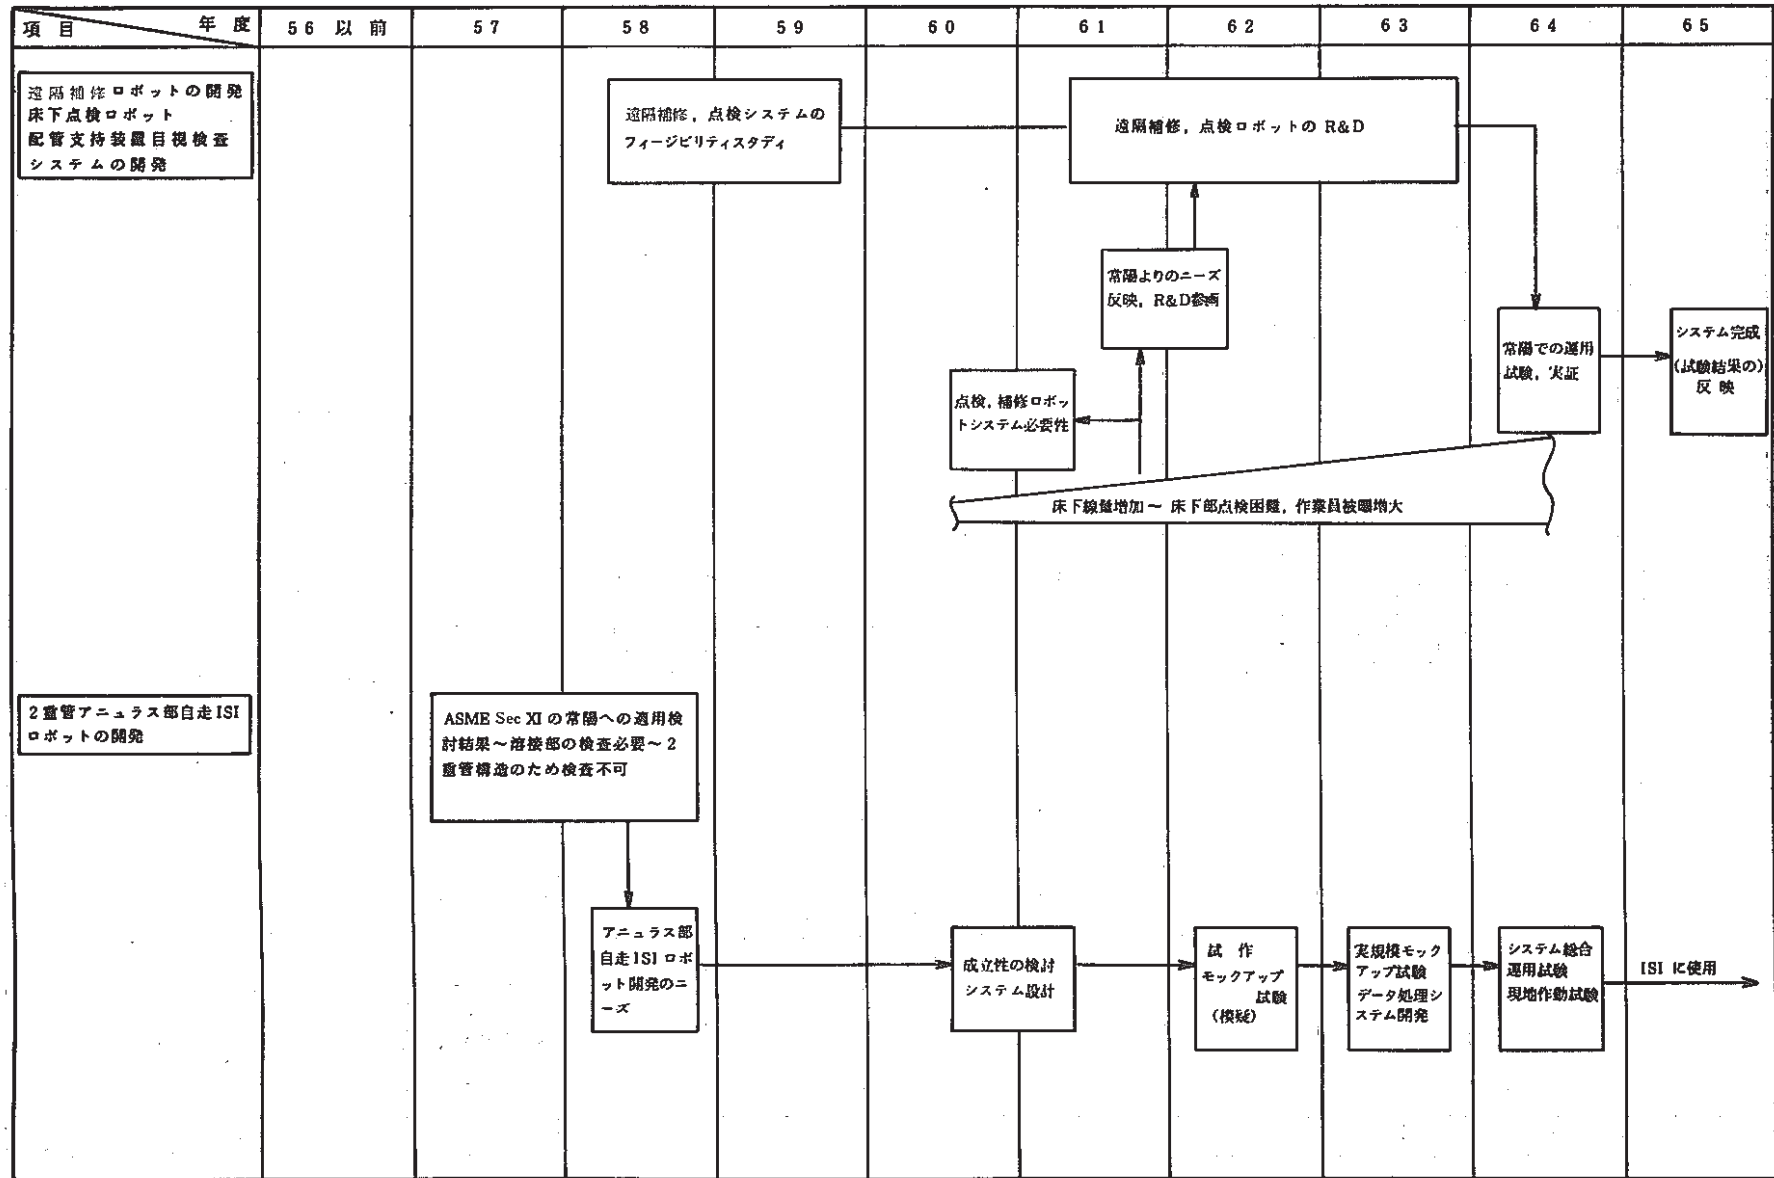 項目 年度 56以前 57 58 59 60 61 62 63 64 65
遠隔補修ロボットの開発
床下点検ロボット
配管支持装置目視検査
システムの開発
遠隔補修，点検システムの
フィージビリティスタディ
遠隔補修，点検ロボットの R&D
常陽よりのニーズ
反映，R&D参画
点検，補修ロボッ
トシステム必要性
常陽での運用
試験，実証
システム完成
(試験結果の)
反映
床下線量増加～床下部点検困難，作業員被曝増大
2重管アニュラス部自走ISI
ロボットの開発
ASME Sec XI の常陽への適用検
討結果～溶接部の検査必要～2
重管構造のため検査不可
アニュラス部
自走ISIロボ
ット開発のニ
ーズ
成立性の検討
システム設計
試作
モックアップ
試験
（模疑）
実規模モック
アップ試験
データ処理シ
ステム開発
システム総合
運用試験
現地作動試験
ISI に使用